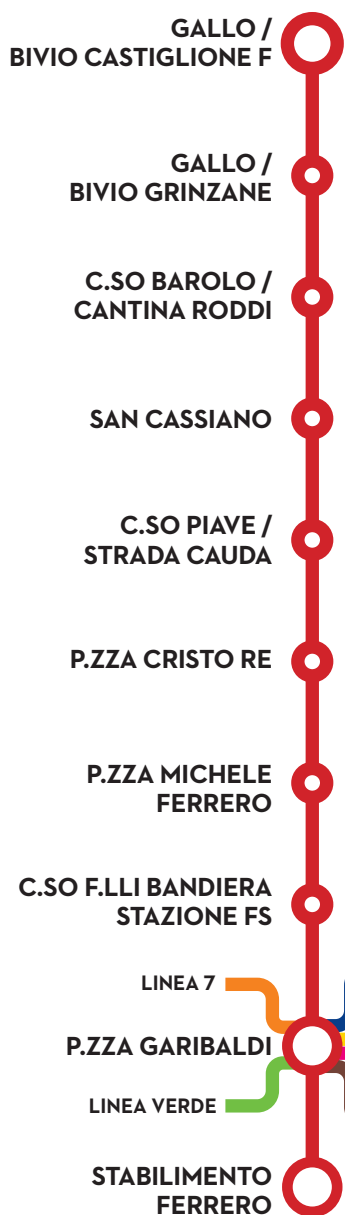 GALLO /
BIVIO CASTIGLIONE F
GALLO /
BIVIO GRINZANE
C.SO BAROLO /
CANTINA RODDI
SAN CASSIANO
C.SO PIAVE /
STRADA CAUDA
P.ZZA CRISTO RE
P.ZZA MICHELE
FERRERO
C.SO F.LLI BANDIERA
STAZIONE FS
LINEA 7
P.ZZA GARIBALDI
LINEA VERDE
STABILIMENTO
FERRERO